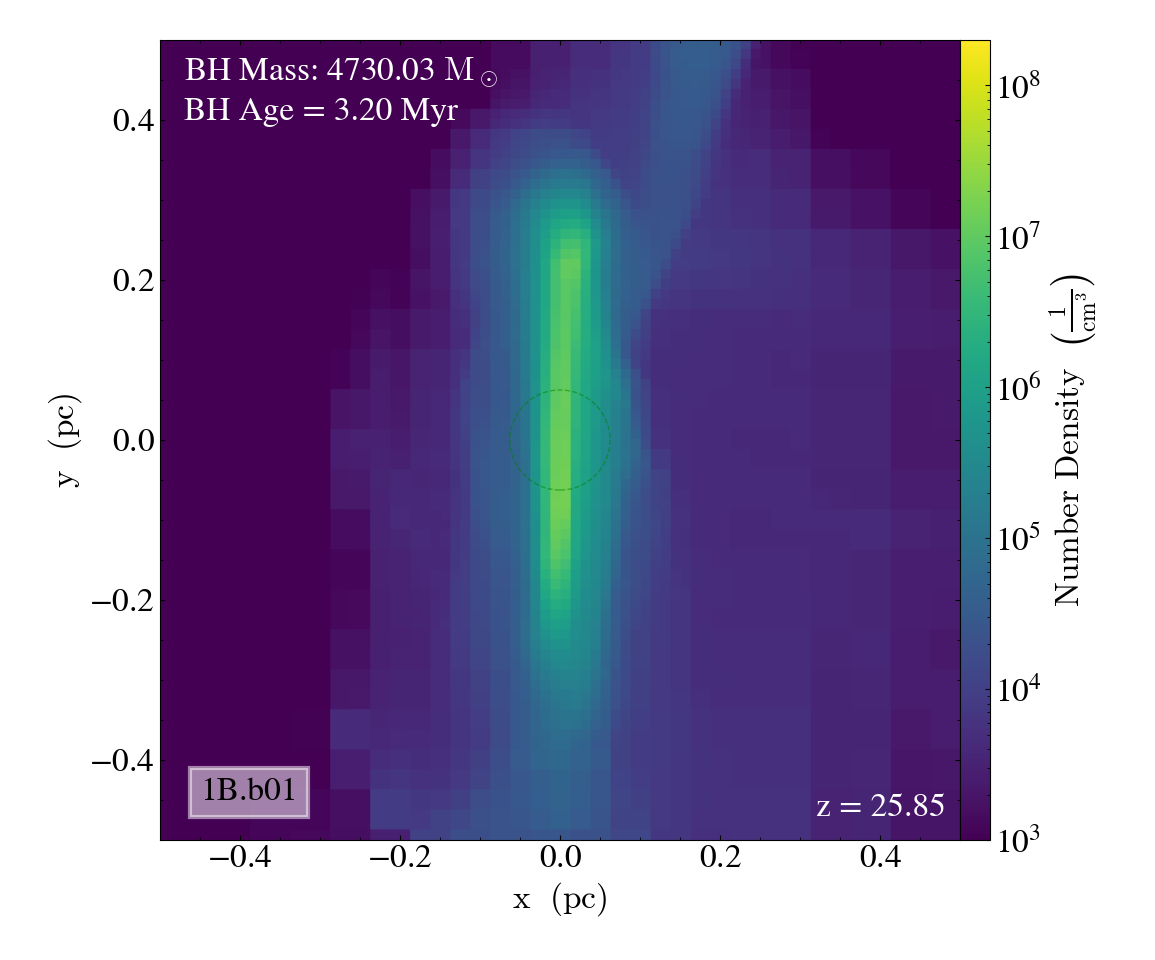 BH Mass: 4730.03 M☉
BH Age = 3.20 Myr
1B.b01
z = 25.85
0.4
0.2
0.0
−0.2
−0.4
y (pc)
−0.4 −0.2 0.0 0.2 0.4
x (pc)
10⁸
10⁷
10⁶
10⁵
10⁴
10³
Number Density (1/cm³)